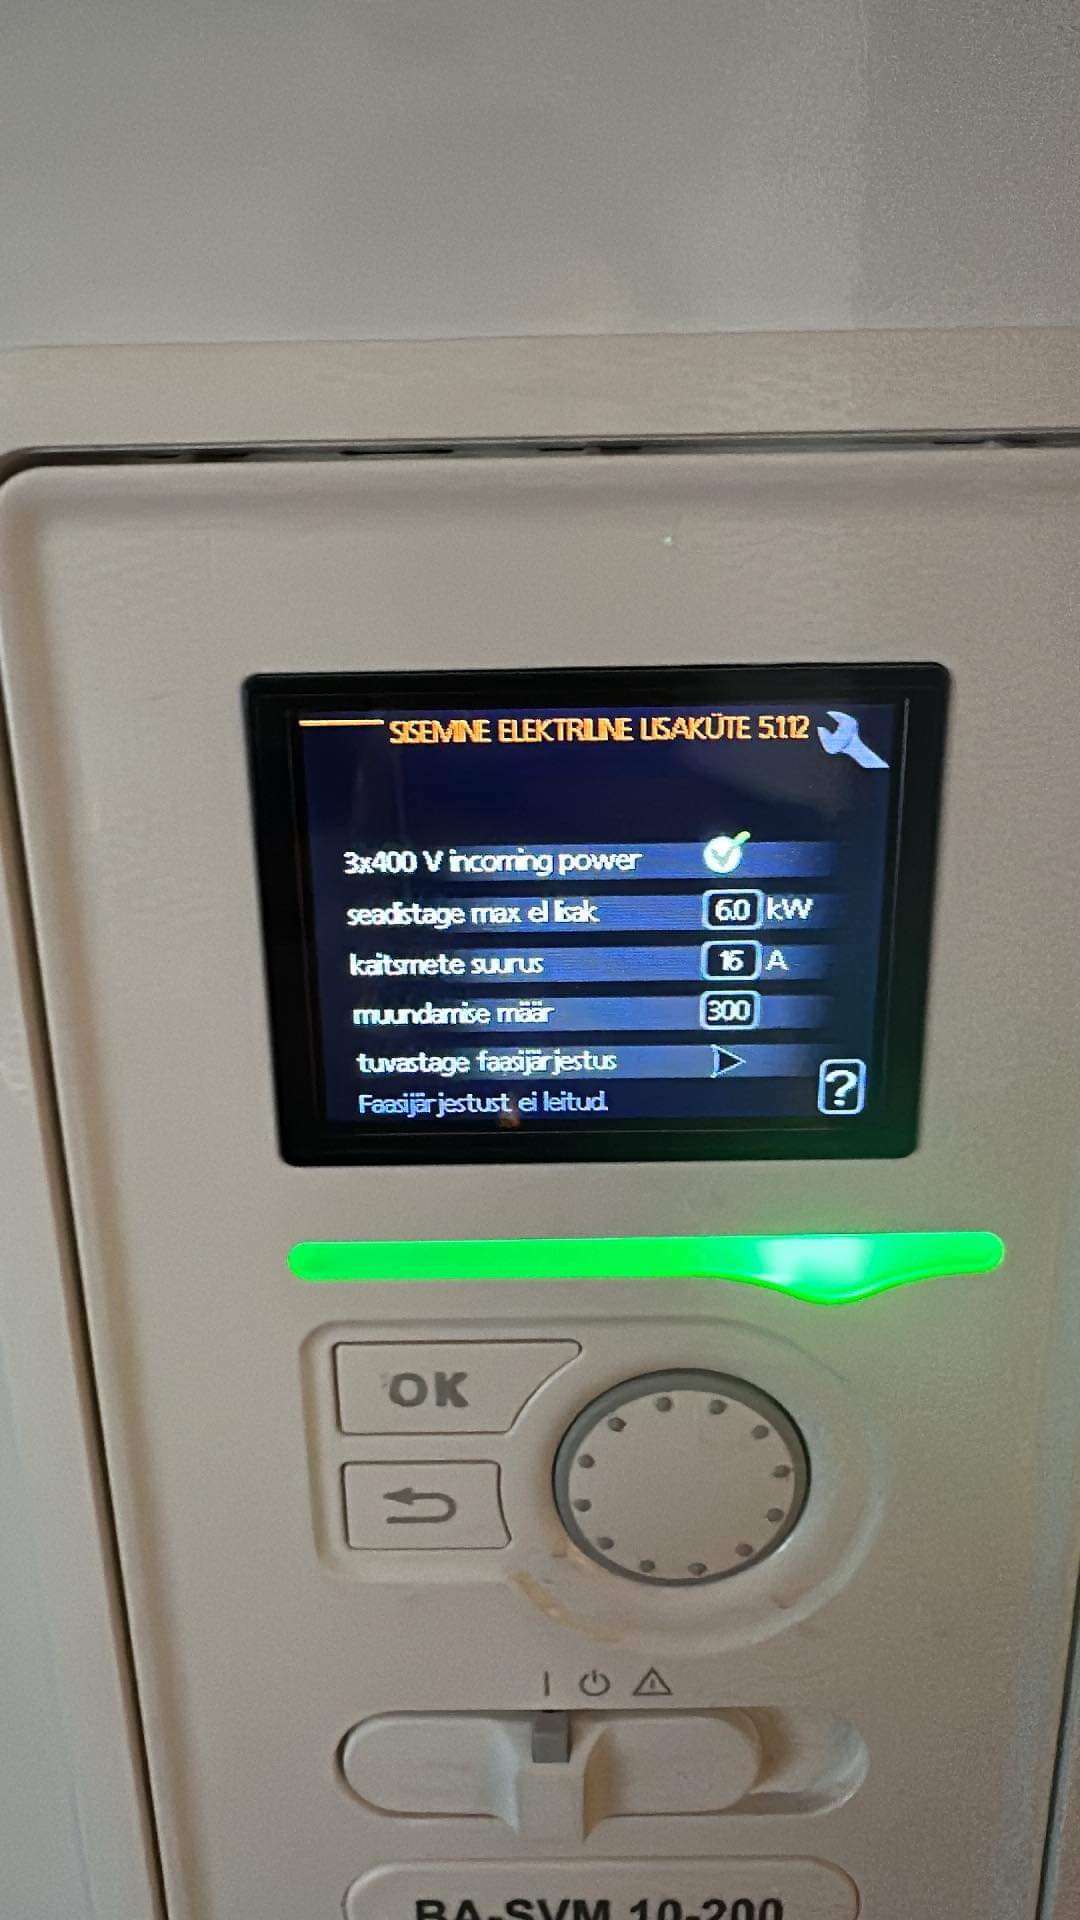 SISEMINE ELEKTRILINE LISAKÜTE 5.1.12
3x400 V incoming power
seadistage max el lisak.
6.0 kW
kaitsmete suurus
16 A
muundamise määr
300
tuvastage faasijärjestus
Faasijärjestust ei leitud.
?
OK
BA-SVM 10-200